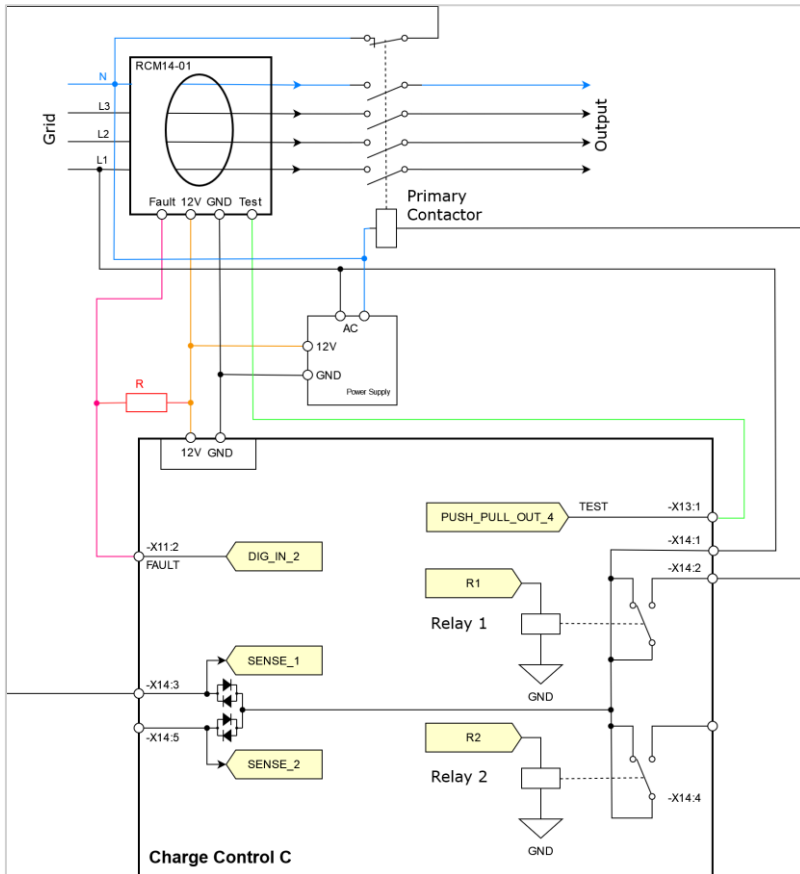 RCM14-01
N
L3
L2
L1
Grid
Output
Fault 12V GND Test
Primary
Contactor
AC
12V
GND
Power Supply
R
12V GND
PUSH_PULL_OUT_4
TEST
-X13:1
-X14:1
-X14:2
-X11:2
FAULT
DIG_IN_2
R1
Relay 1
GND
SENSE_1
-X14:3
-X14:5
SENSE_2
R2
Relay 2
-X14:4
GND
Charge Control C